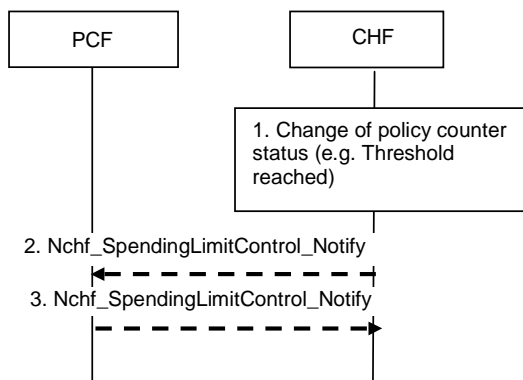 PCF
CHF
1. Change of policy counter
status (e.g. Threshold
reached)
2. Nchf_SpendingLimitControl_Notify
3. Nchf_SpendingLimitControl_Notify